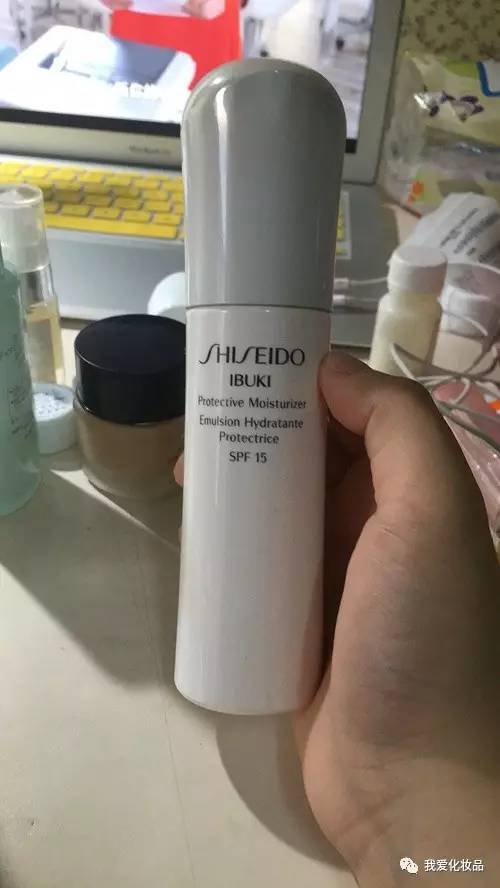 SHISEIDO
IBUKI
Protective Moisturizer
Emulsion Hydratante
Protectrice
SPF 15
我爱化妆品